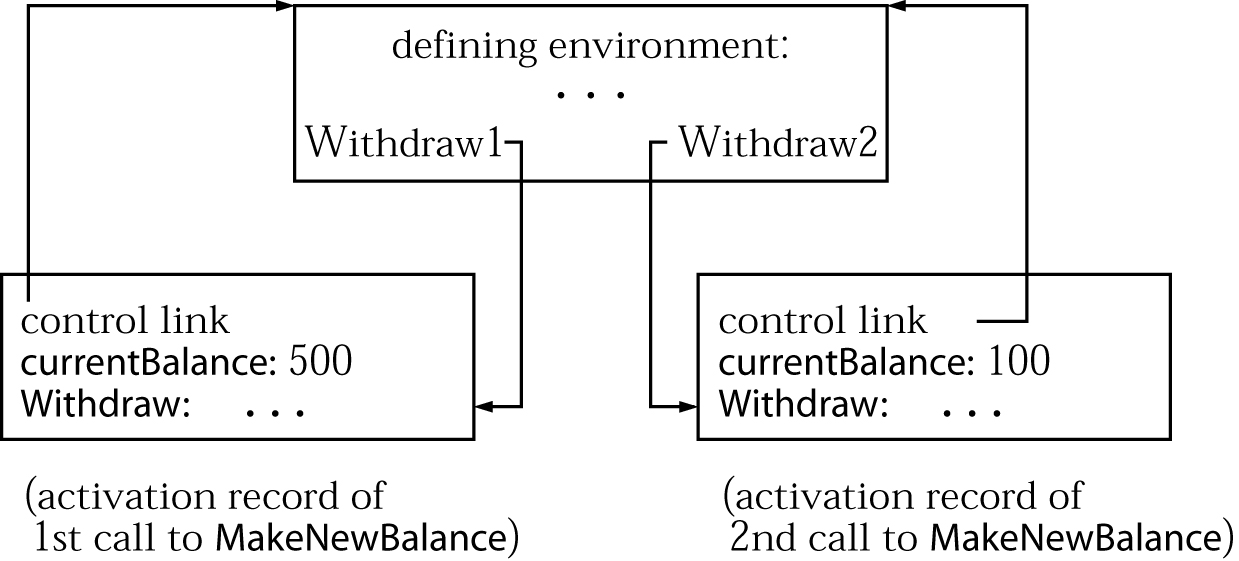 defining environment:
. . .
Withdraw1
Withdraw2
control link
currentBalance: 500
Withdraw: . . .
control link
currentBalance: 100
Withdraw: . . .
(activation record of
1st call to MakeNewBalance)
(activation record of
2nd call to MakeNewBalance)